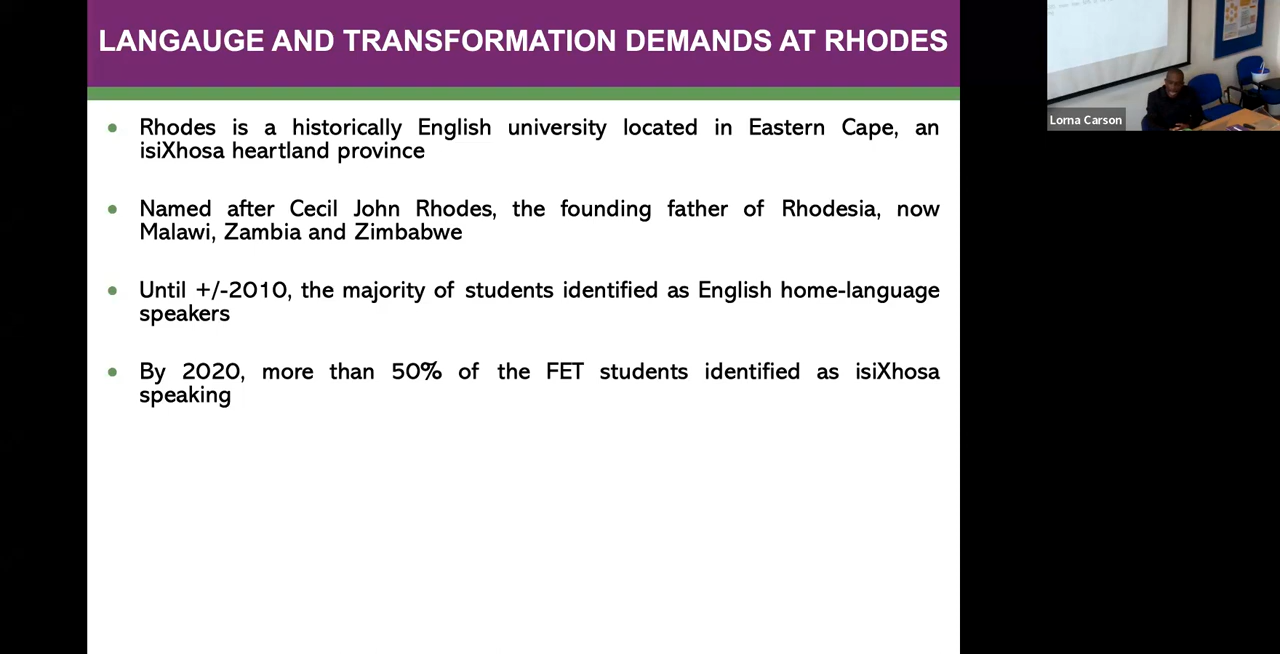 LANGAUGE AND TRANSFORMATION DEMANDS AT RHODES
Rhodes is a historically English university located in Eastern Cape, an
isiXhosa heartland province
Named after Cecil John Rhodes, the founding father of Rhodesia, now
Malawi, Zambia and Zimbabwe
Until +/-2010, the majority of students identified as English home-language
speakers
By 2020, more than 50% of the FET students identified as isiXhosa
speaking
Lorna Carson